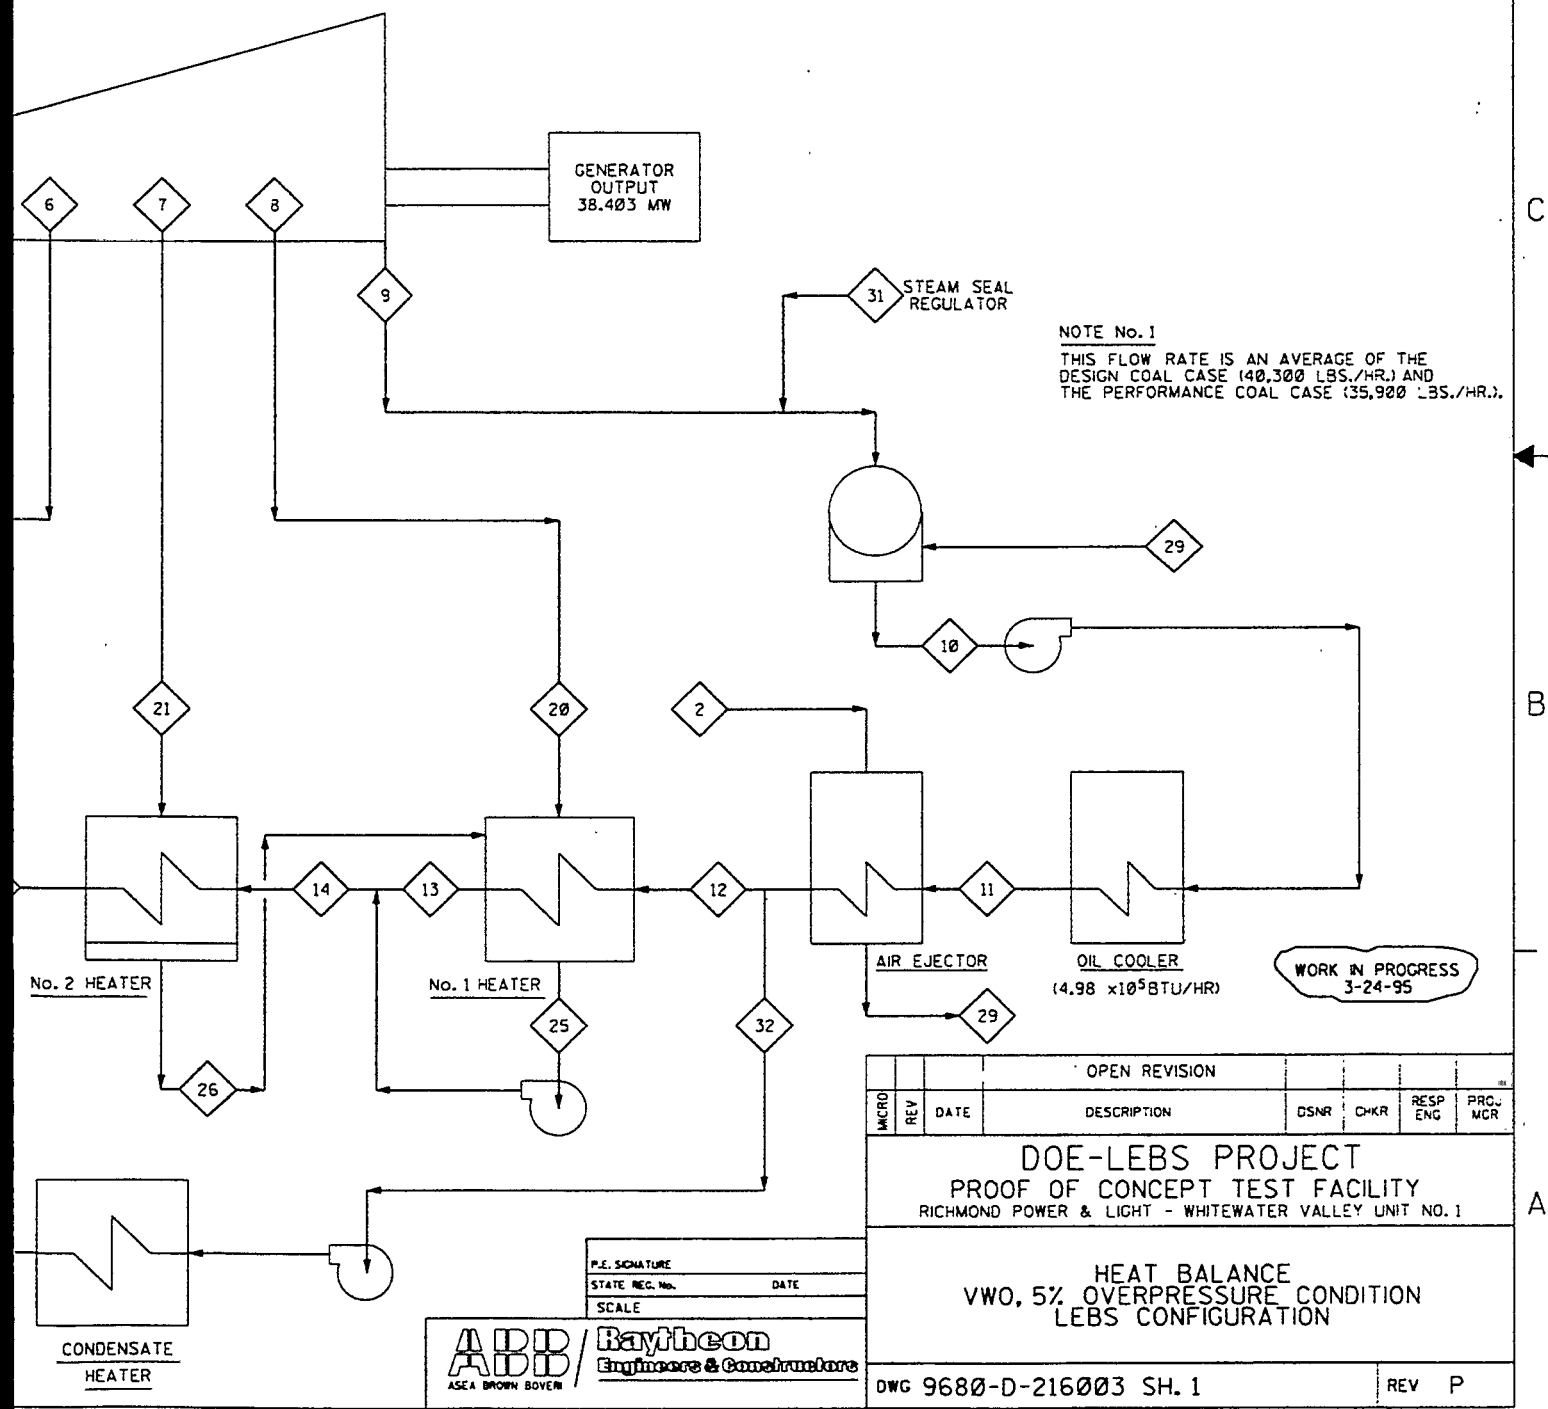 GENERATOR
OUTPUT
38.403 MW
C
6
7
8
9
31
STEAM SEAL
REGULATOR
NOTE No. 1
THIS FLOW RATE IS AN AVERAGE OF THE
DESIGN COAL CASE (40,300 LBS./HR.) AND
THE PERFORMANCE COAL CASE (35,900 LBS./HR.).
29
10
21
20
2
B
14
13
12
11
No. 2 HEATER
No. 1 HEATER
AIR EJECTOR
OIL COOLER
(4.98 x10⁵BTU/HR)
WORK IN PROGRESS
3-24-95
25
32
29
26
OPEN REVISION
MICRO
REV
DATE
DESCRIPTION
DSNR
CHKR
RESP
ENG
PROJ
MGR
DOE-LEBS PROJECT
PROOF OF CONCEPT TEST FACILITY
RICHMOND POWER & LIGHT - WHITEWATER VALLEY UNIT NO. 1
A
P.E. SIGNATURE
STATE REG. No. DATE
SCALE
HEAT BALANCE
VWO, 5% OVERPRESSURE CONDITION
LEBS CONFIGURATION
CONDENSATE
HEATER
ABB
ASEA BROWN BOVERI
Raytheon
Engineers & Constructors
DWG 9680-D-216003 SH. 1
REV P